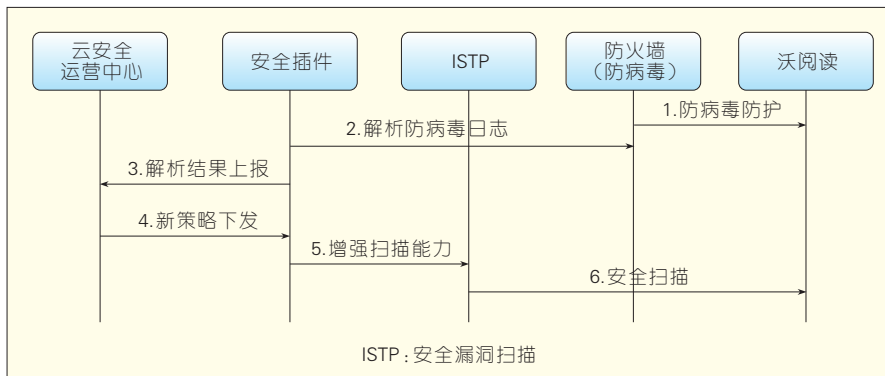 云安全
运营中心
安全插件
ISTP
防火墙
（防病毒）
沃阅读
1.防病毒防护
2.解析防病毒日志
3.解析结果上报
4.新策略下发
5.增强扫描能力
6.安全扫描
ISTP：安全漏洞扫描